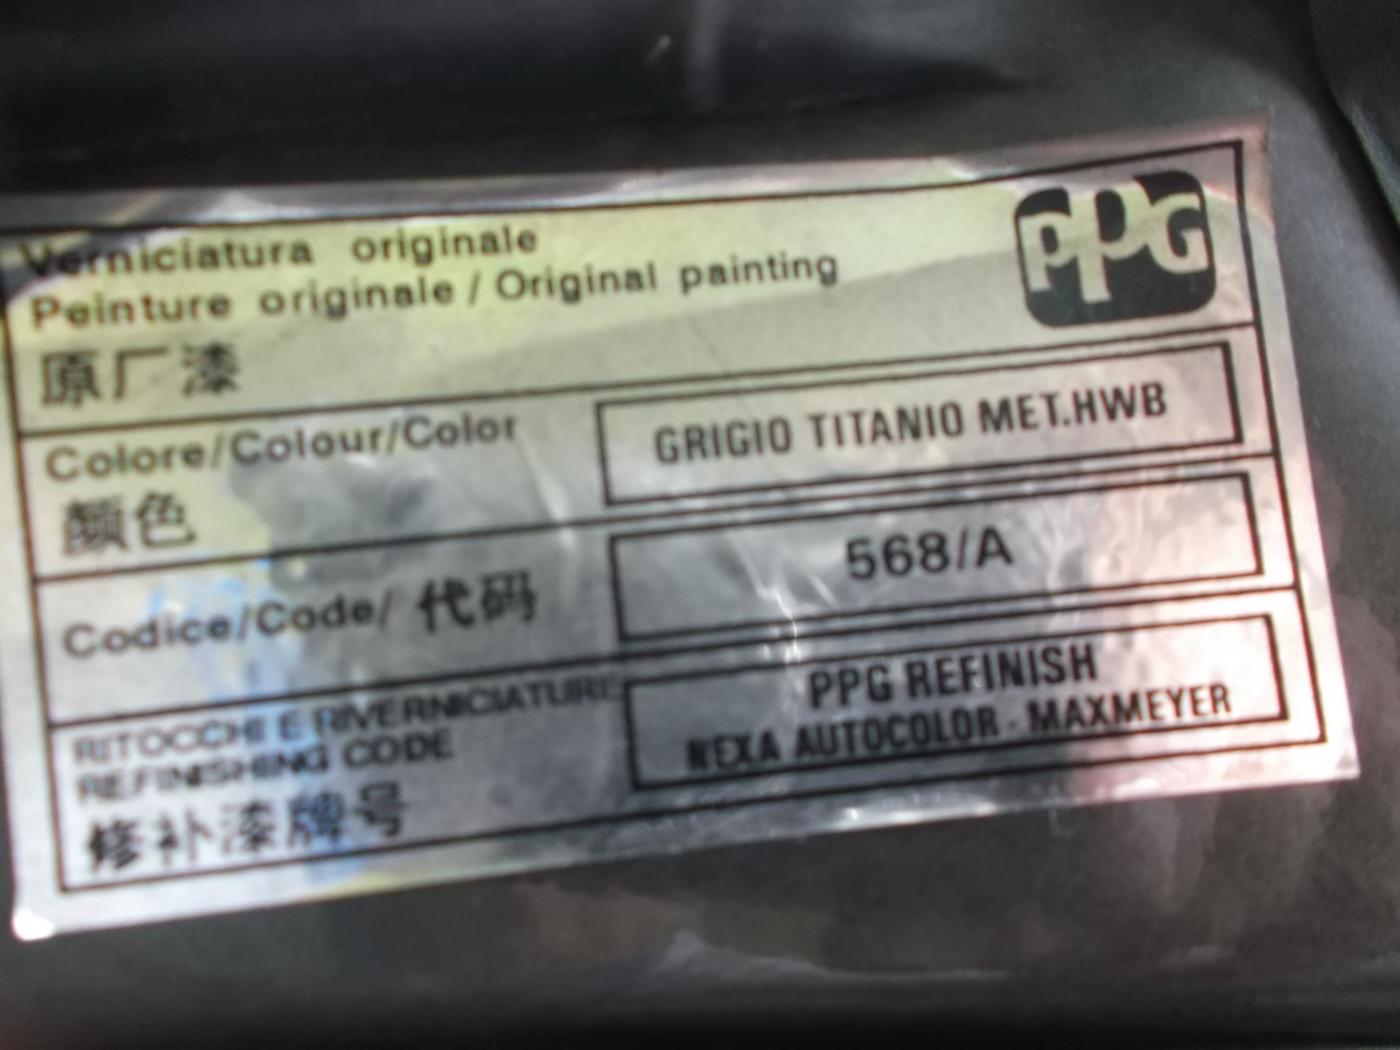 Verniciatura originale
Peinture originale / Original painting
PPG
原厂漆
Colore/Colour/Color
颜色
GRIGIO TITANIO MET.HWB
Codice/Code/ 代码
568/A
RITOCCHI E RIVERNICIATURE
REFINISHING CODE
修补漆牌号
PPG REFINISH
NEXA AUTOCOLOR - MAXMEYER